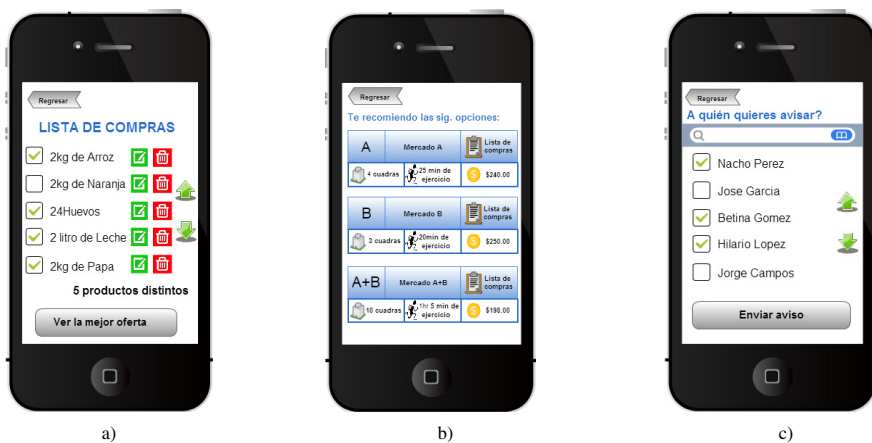 Regresar
LISTA DE COMPRAS
2kg de Arroz
2kg de Naranja
24Huevos
2 litro de Leche
2kg de Papa
5 productos distintos
Ver la mejor oferta
a)
Regresar
Te recomiendo las sig. opciones:
A Mercado A Lista de
compras
4 cuadras 25 min de
ejercicio $240.00
B Mercado B Lista de
compras
3 cuadras 20min de
ejercicio $250.00
A+B Mercado A+B Lista de
compras
10 cuadras 1hr 5 min de
ejercicio $198.00
b)
Regresar
A quién quieres avisar?
Nacho Perez
Jose Garcia
Betina Gomez
Hilario Lopez
Jorge Campos
Enviar aviso
c)